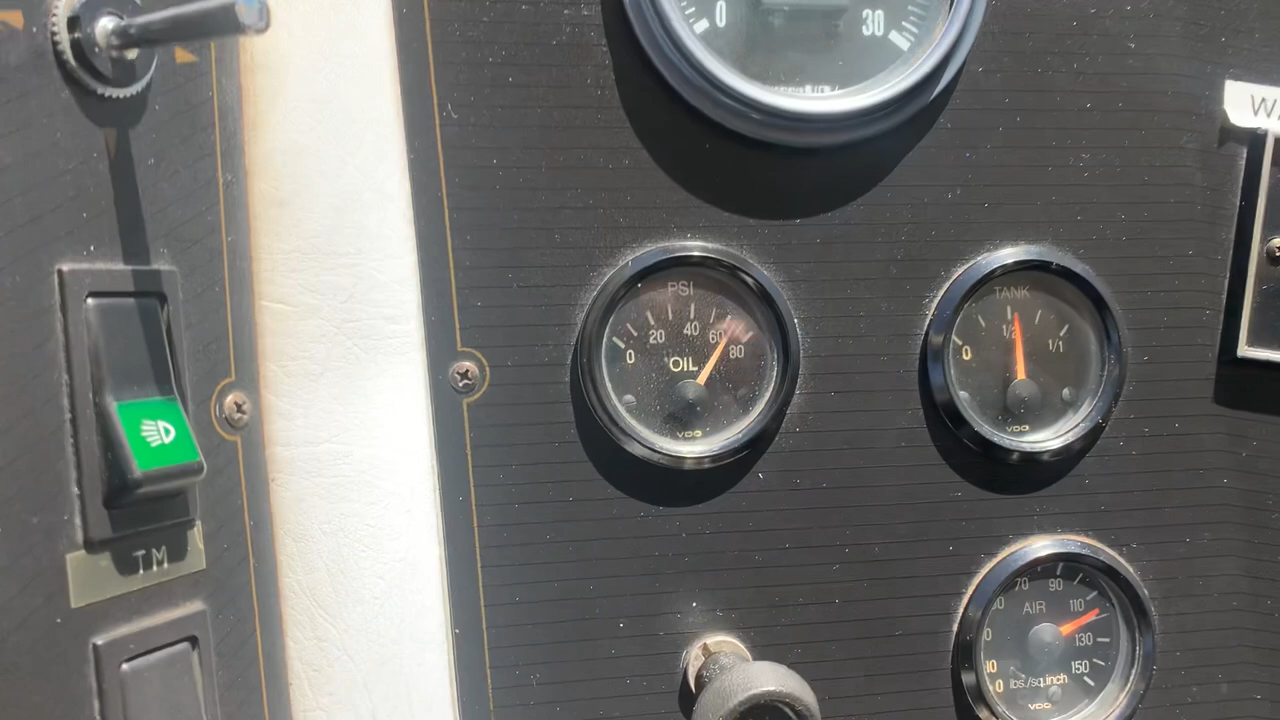 0 30
W
PSI
0 20 40 60 80
OIL
VDO
TANK
0 1/2 1/1
VDO
TM
70 90 110 130 150
AIR
10
0
lbs./sq.inch
VDO